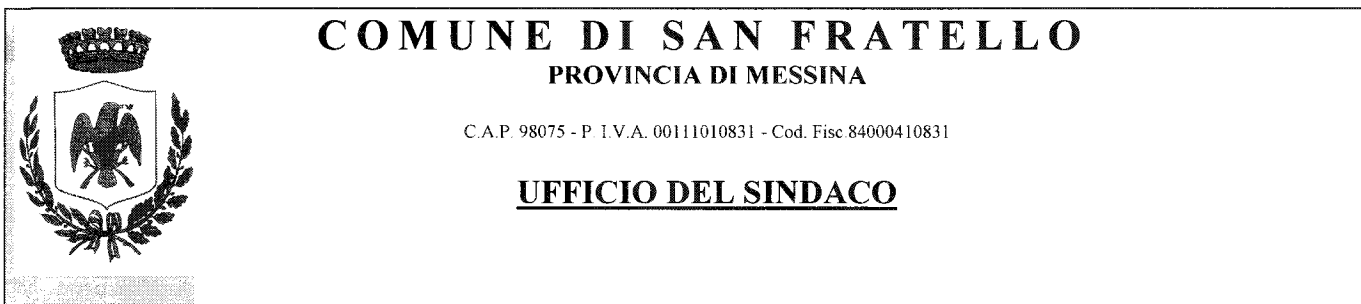 COMUNE DI SAN FRATELLO
PROVINCIA DI MESSINA
C.A.P. 98075 - P. I.V.A. 00111010831 - Cod. Fisc.84000410831
UFFICIO DEL SINDACO